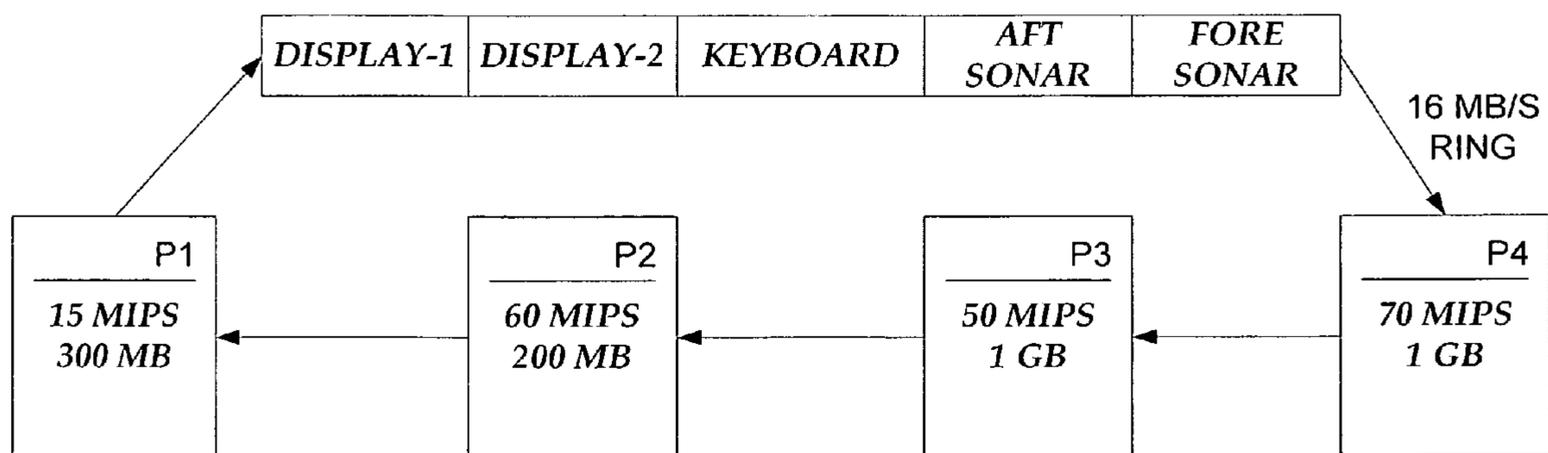 DISPLAY-1
DISPLAY-2
KEYBOARD
AFT
SONAR
FORE
SONAR
16 MB/S
RING
P1
15 MIPS
300 MB
P2
60 MIPS
200 MB
P3
50 MIPS
1 GB
P4
70 MIPS
1 GB